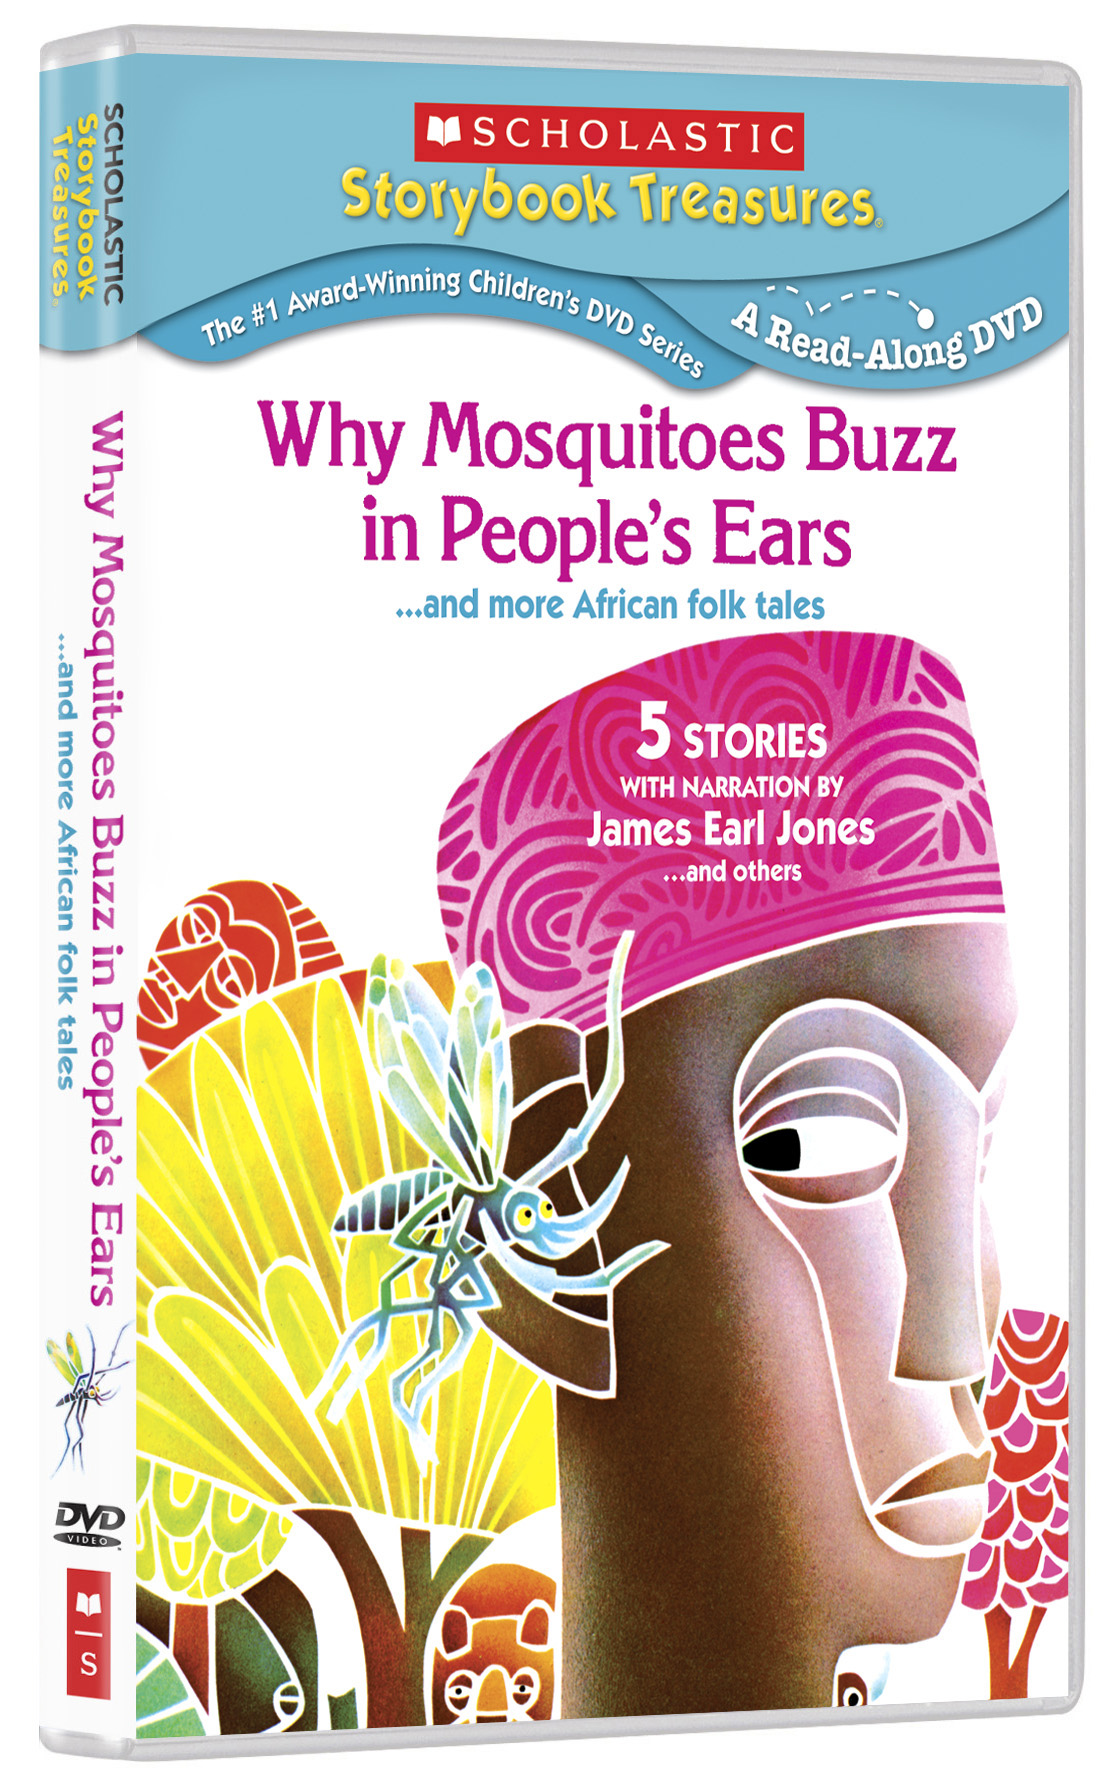 SCHOLASTIC
Storybook Treasures®
The #1 Award-Winning Children's DVD Series
A Read-Along DVD
Why Mosquitoes Buzz
in People's Ears
...and more African folk tales
5 STORIES
WITH NARRATION BY
James Earl Jones
...and others
SCHOLASTIC
Storybook
Treasures®
Why Mosquitoes Buzz in People's Ears
...and more African folk tales
DVD
VIDEO
S